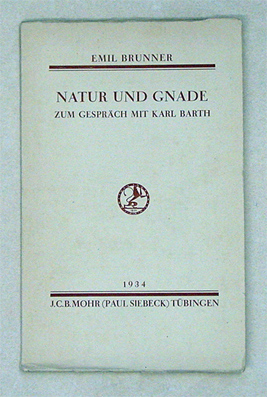 EMIL BRUNNER
NATUR UND GNADE
ZUM GESPRÄCH MIT KARL BARTH
1934
J.C.B.MOHR (PAUL SIEBECK) TÜBINGEN